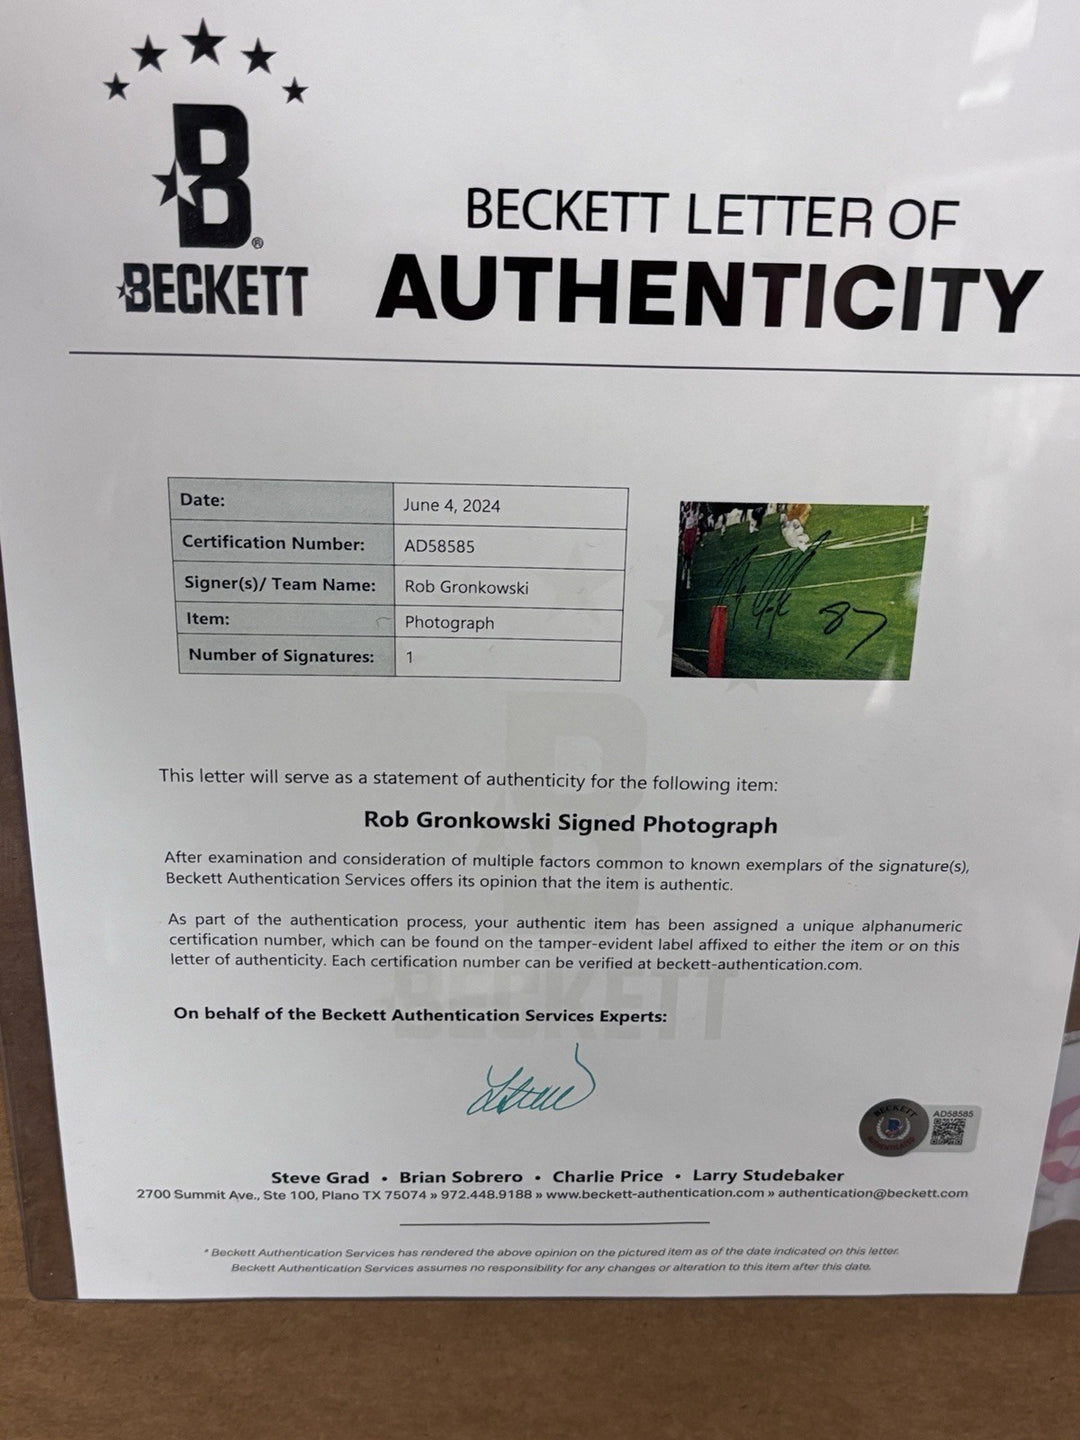 B®
BECKETT
BECKETT LETTER OF
AUTHENTICITY
Date: June 4, 2024
Certification Number: AD58585
Signer(s)/ Team Name: Rob Gronkowski
Item: Photograph
Number of Signatures: 1
87
This letter will serve as a statement of authenticity for the following item:
Rob Gronkowski Signed Photograph
After examination and consideration of multiple factors common to known exemplars of the signature(s),
Beckett Authentication Services offers its opinion that the item is authentic.
As part of the authentication process, your authentic item has been assigned a unique alphanumeric
certification number, which can be found on the tamper-evident label affixed to either the item or on this
letter of authenticity. Each certification number can be verified at beckett-authentication.com.
BECKETT
On behalf of the Beckett Authentication Services Experts:
BECKETT
AUTHENTICATED
AD58585
Steve Grad • Brian Sobrero • Charlie Price • Larry Studebaker
2700 Summit Ave., Ste 100, Plano TX 75074 » 972.448.9188 » www.beckett-authentication.com » authentication@beckett.com
* Beckett Authentication Services has rendered the above opinion on the pictured item as of the date indicated on this letter.
Beckett Authentication Services assumes no responsibility for any changes or alteration to this item after this date.